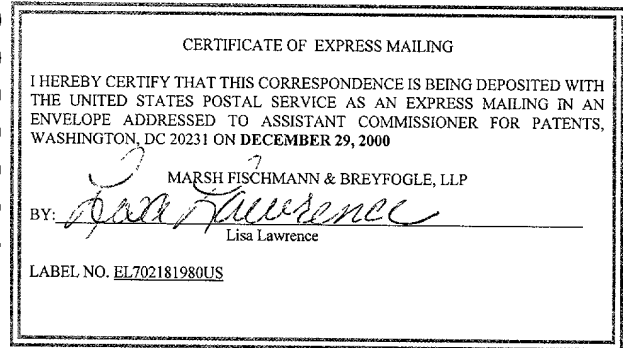 CERTIFICATE OF EXPRESS MAILING
I HEREBY CERTIFY THAT THIS CORRESPONDENCE IS BEING DEPOSITED WITH
THE UNITED STATES POSTAL SERVICE AS AN EXPRESS MAILING IN AN
ENVELOPE ADDRESSED TO ASSISTANT COMMISSIONER FOR PATENTS,
WASHINGTON, DC 20231 ON DECEMBER 29, 2000
MARSH FISCHMANN & BREYFOGLE, LLP
BY: Lisa Lawrence
Lisa Lawrence
LABEL NO. EL702181980US